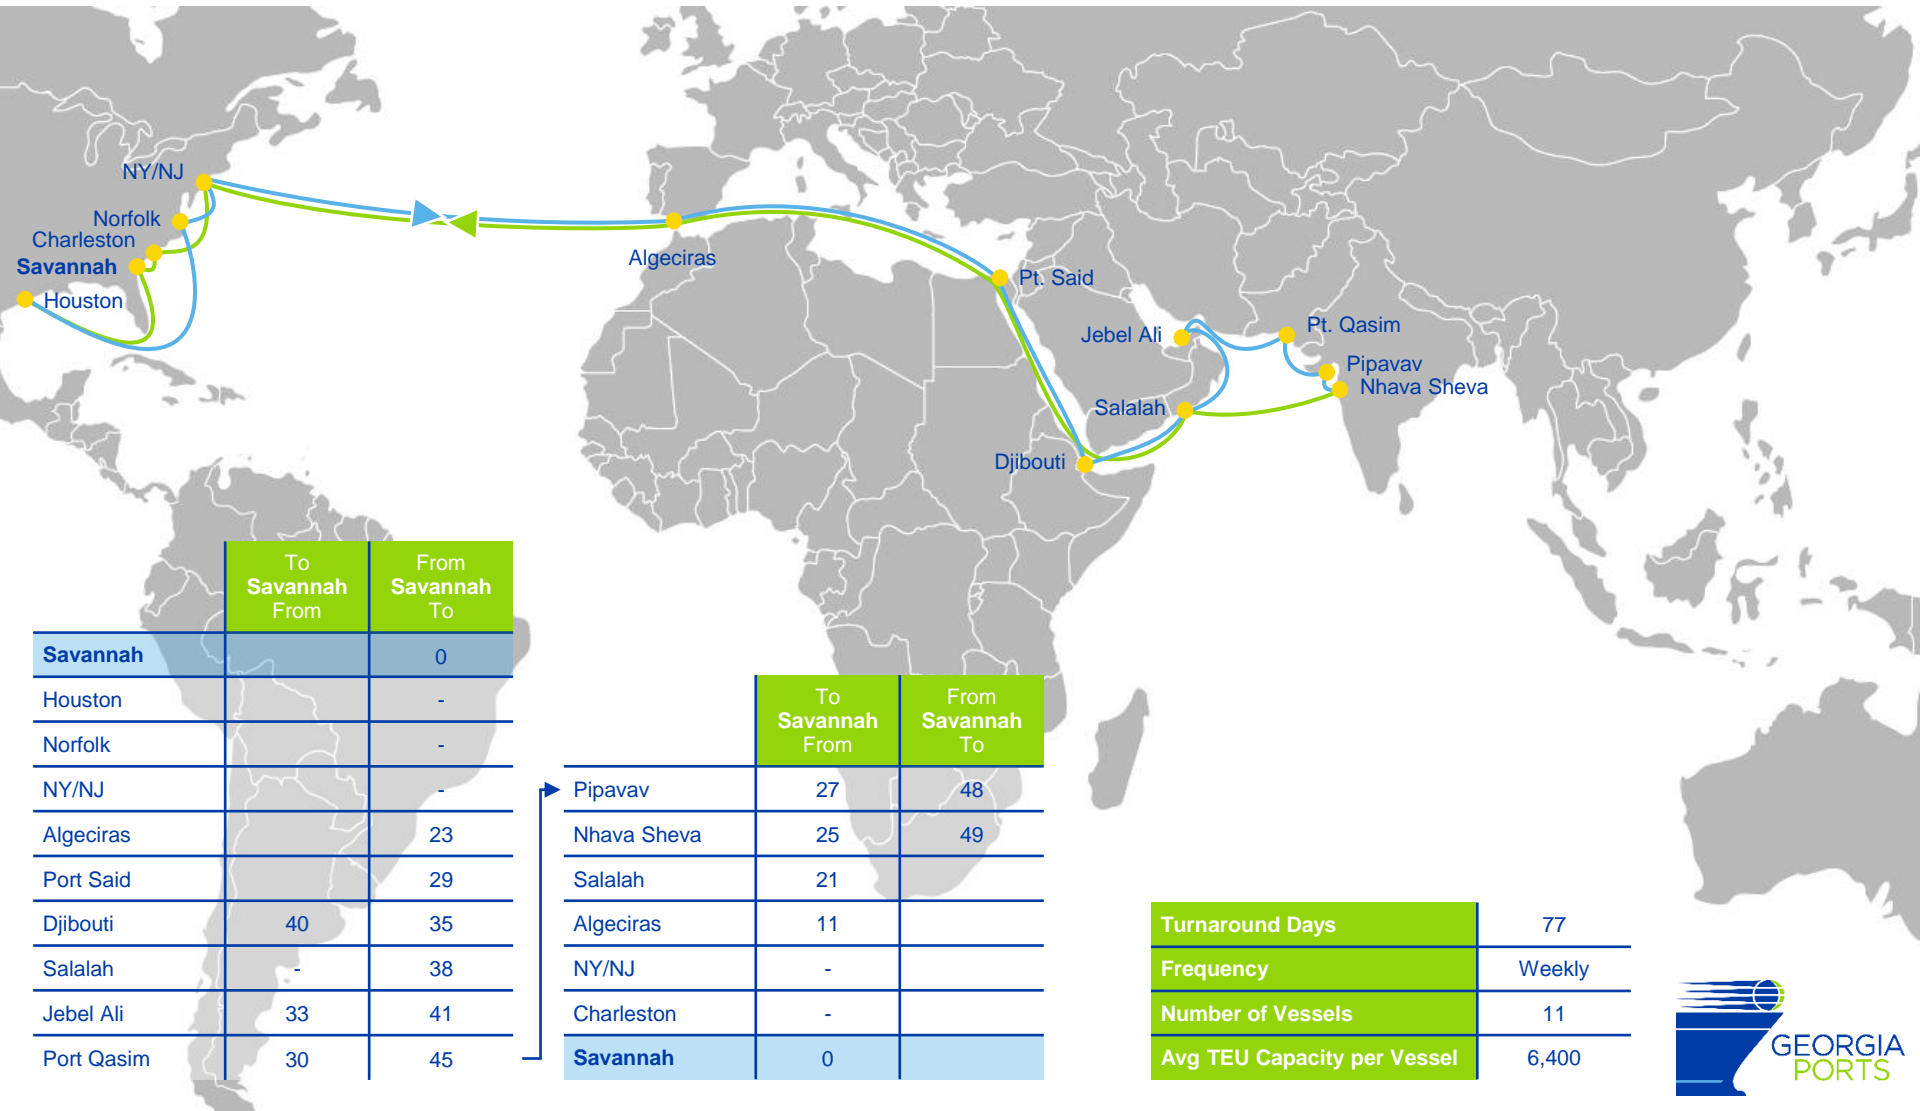 NY/NJ
Norfolk
Charleston
Savannah
Houston
Algeciras
Pt. Said
Jebel Ali
Pt. Qasim
Pipavav
Nhava Sheva
Salalah
Djibouti
To Savannah From
From Savannah To
Savannah 0
Houston -
Norfolk -
NY/NJ -
Algeciras 23
Port Said 29
Djibouti 40 35
Salalah - 38
Jebel Ali 33 41
Port Qasim 30 45
To Savannah From
From Savannah To
Pipavav 27 48
Nhava Sheva 25 49
Salalah 21
Algeciras 11
NY/NJ -
Charleston -
Savannah 0
Turnaround Days 77
Frequency Weekly
Number of Vessels 11
Avg TEU Capacity per Vessel 6,400
GEORGIA
PORTS